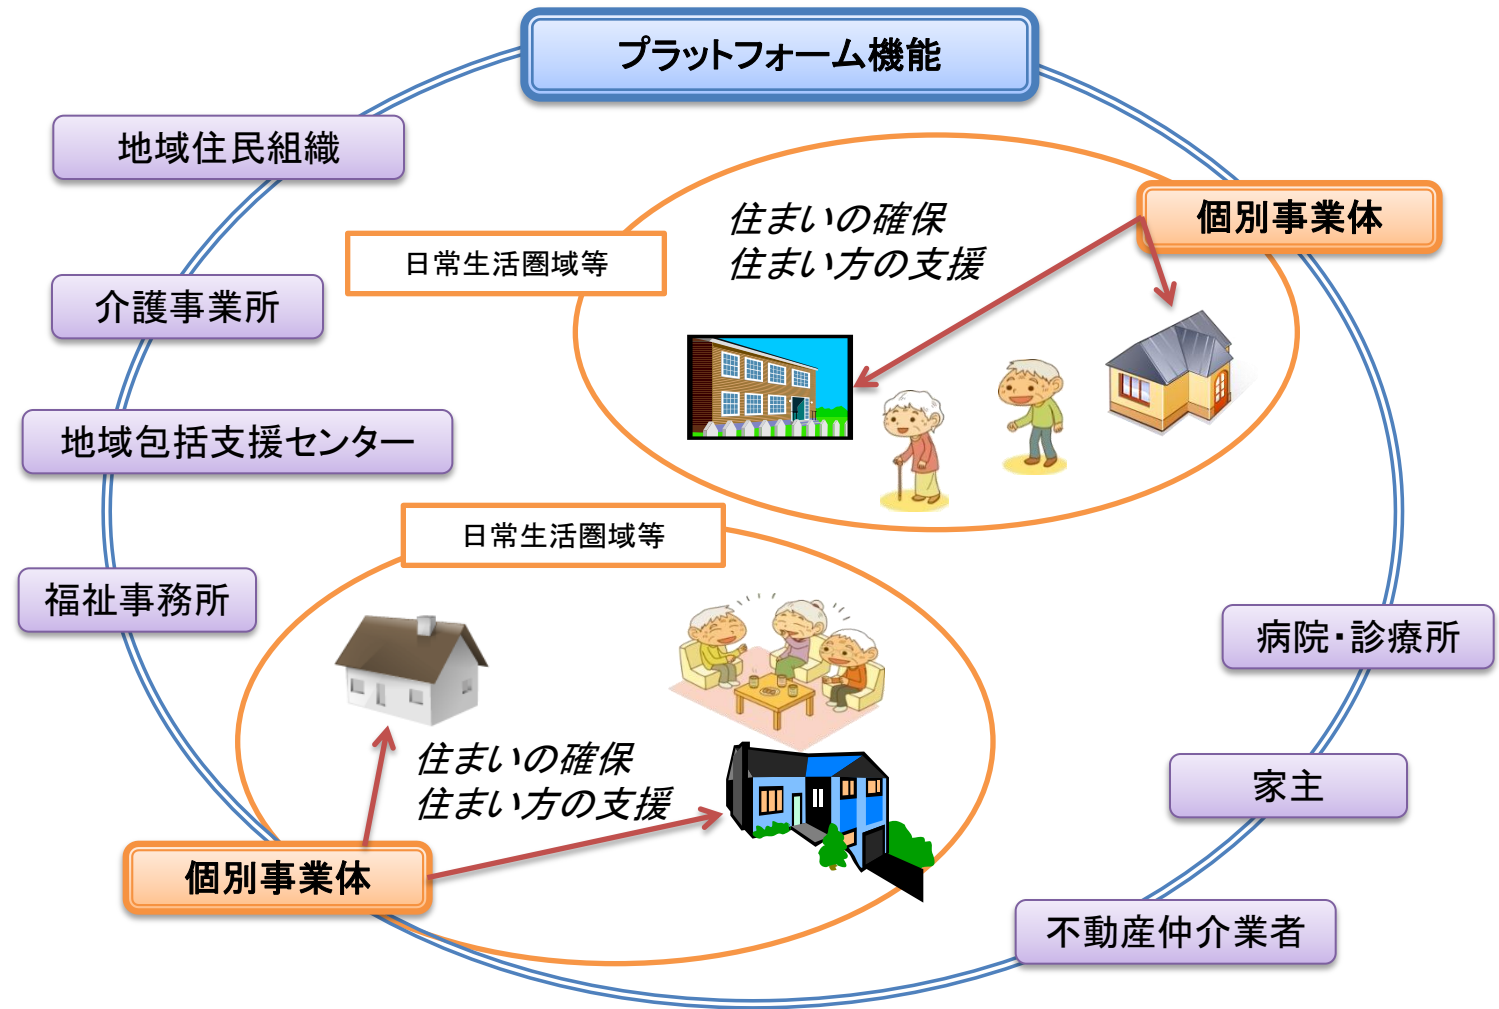 プラットフォーム機能
地域住民組織
個別事業体
住まいの確保
住まい方の支援
日常生活圏域等
介護事業所
地域包括支援センター
日常生活圏域等
福祉事務所
病院・診療所
住まいの確保
住まい方の支援
家主
個別事業体
不動産仲介業者